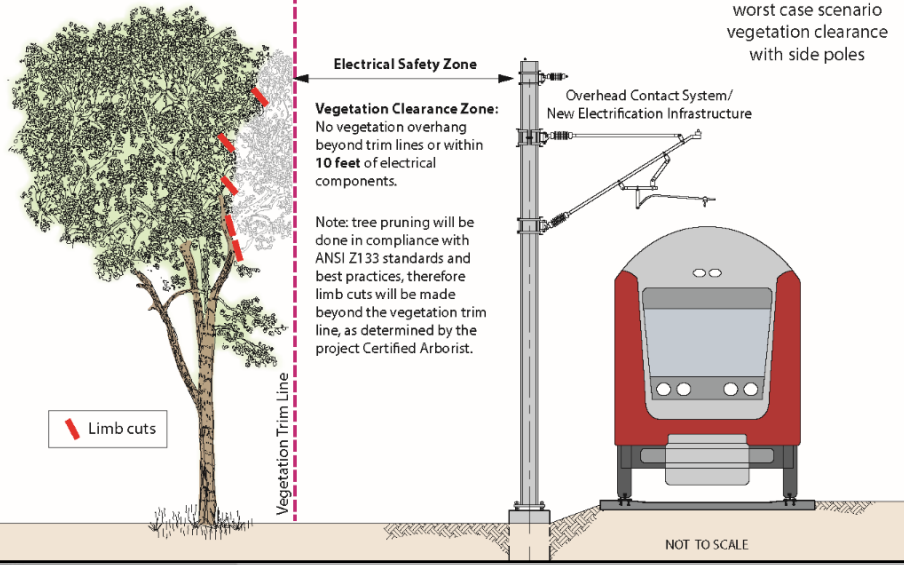 worst case scenario
vegetation clearance
with side poles
Electrical Safety Zone
Vegetation Clearance Zone:
No vegetation overhang
beyond trim lines or within
10 feet of electrical
components.
Note: tree pruning will be
done in compliance with
ANSI Z133 standards and
best practices, therefore
limb cuts will be made
beyond the vegetation trim
line, as determined by the
project Certified Arborist.
Overhead Contact System/
New Electrification Infrastructure
Vegetation Trim Line
Limb cuts
NOT TO SCALE